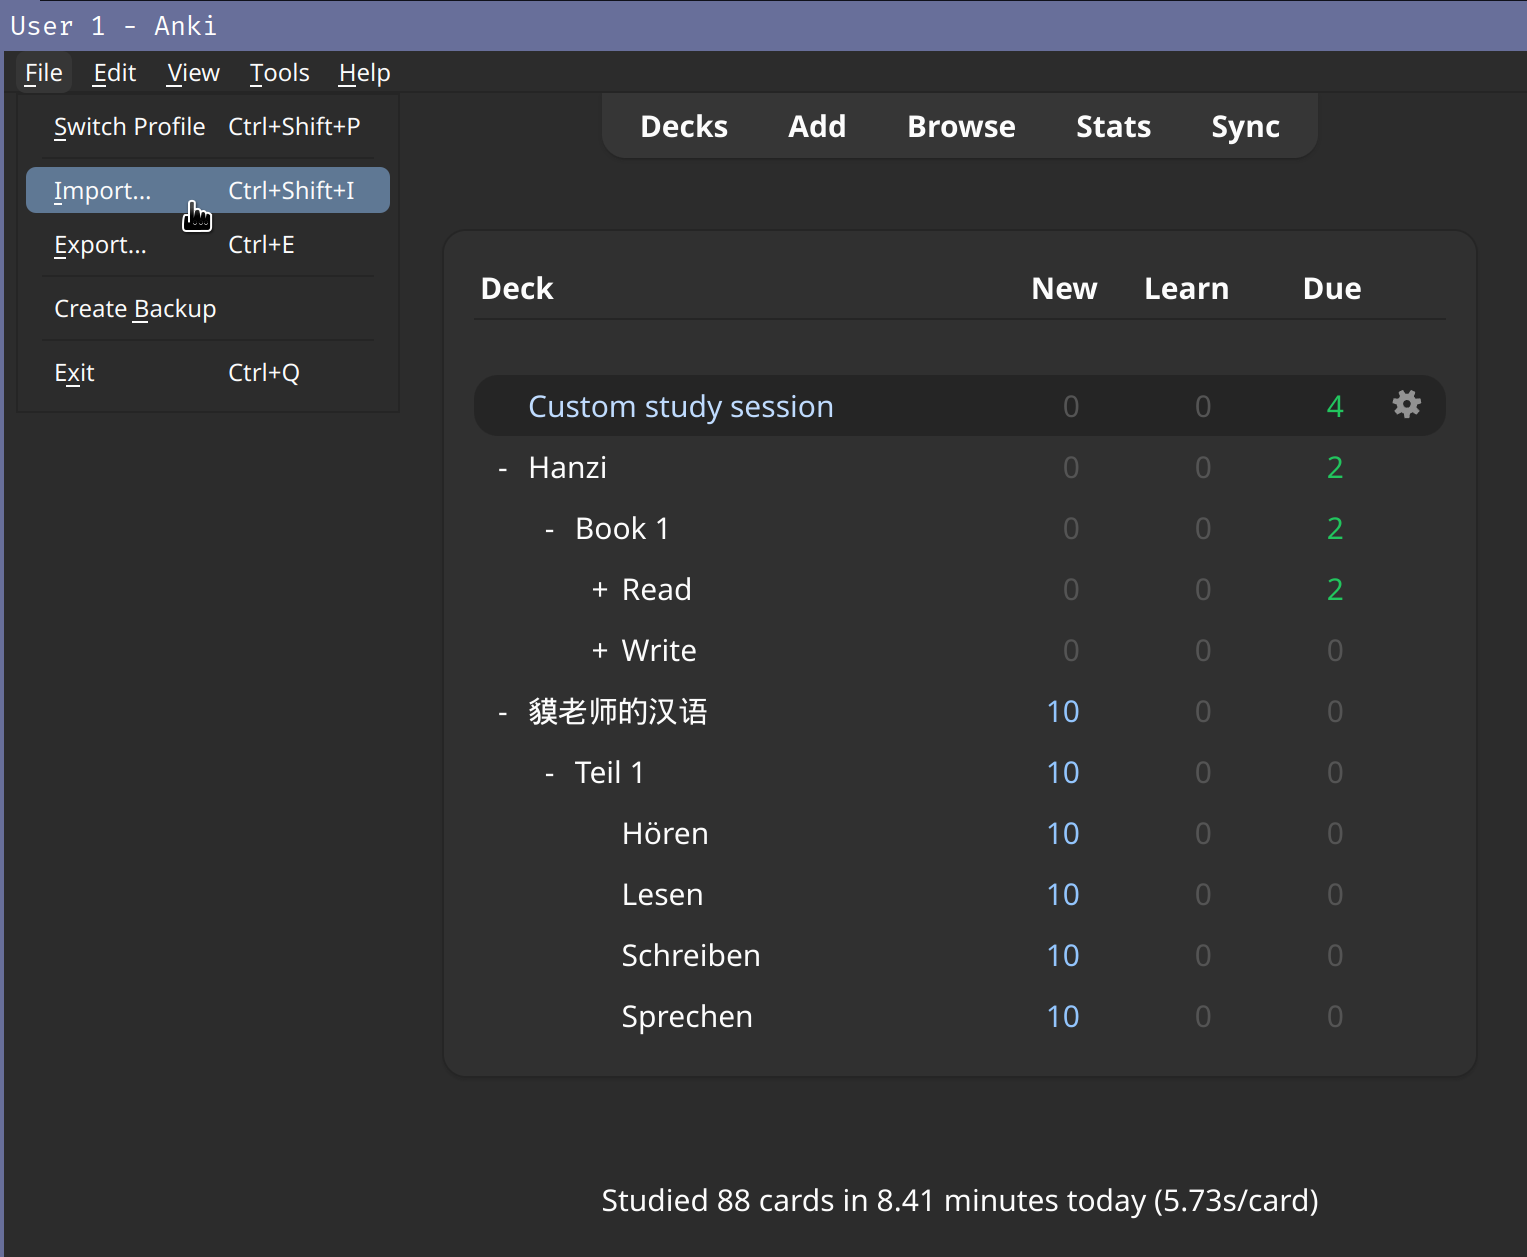 User 1 - Anki
File Edit View Tools Help
Switch Profile Ctrl+Shift+P
Import... Ctrl+Shift+I
Export... Ctrl+E
Create Backup
Exit Ctrl+Q
Decks Add Browse Stats Sync
Deck New Learn Due
Custom study session 0 0 4
- Hanzi 0 0 2
- Book 1 0 0 2
+ Read 0 0 2
+ Write 0 0 0
- 貘老师的汉语 10 0 0
- Teil 1 10 0 0
Hören 10 0 0
Lesen 10 0 0
Schreiben 10 0 0
Sprechen 10 0 0
Studied 88 cards in 8.41 minutes today (5.73s/card)